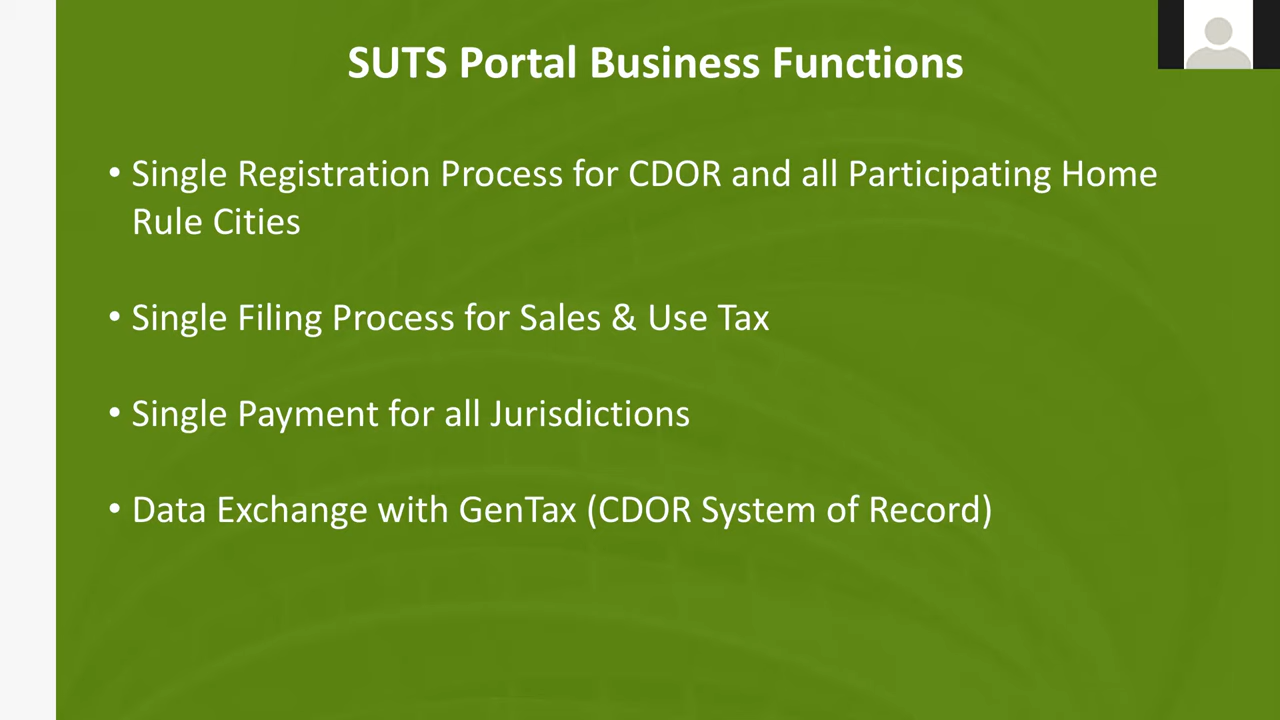 SUTS Portal Business Functions
• Single Registration Process for CDOR and all Participating Home
Rule Cities
• Single Filing Process for Sales & Use Tax
• Single Payment for all Jurisdictions
• Data Exchange with GenTax (CDOR System of Record)